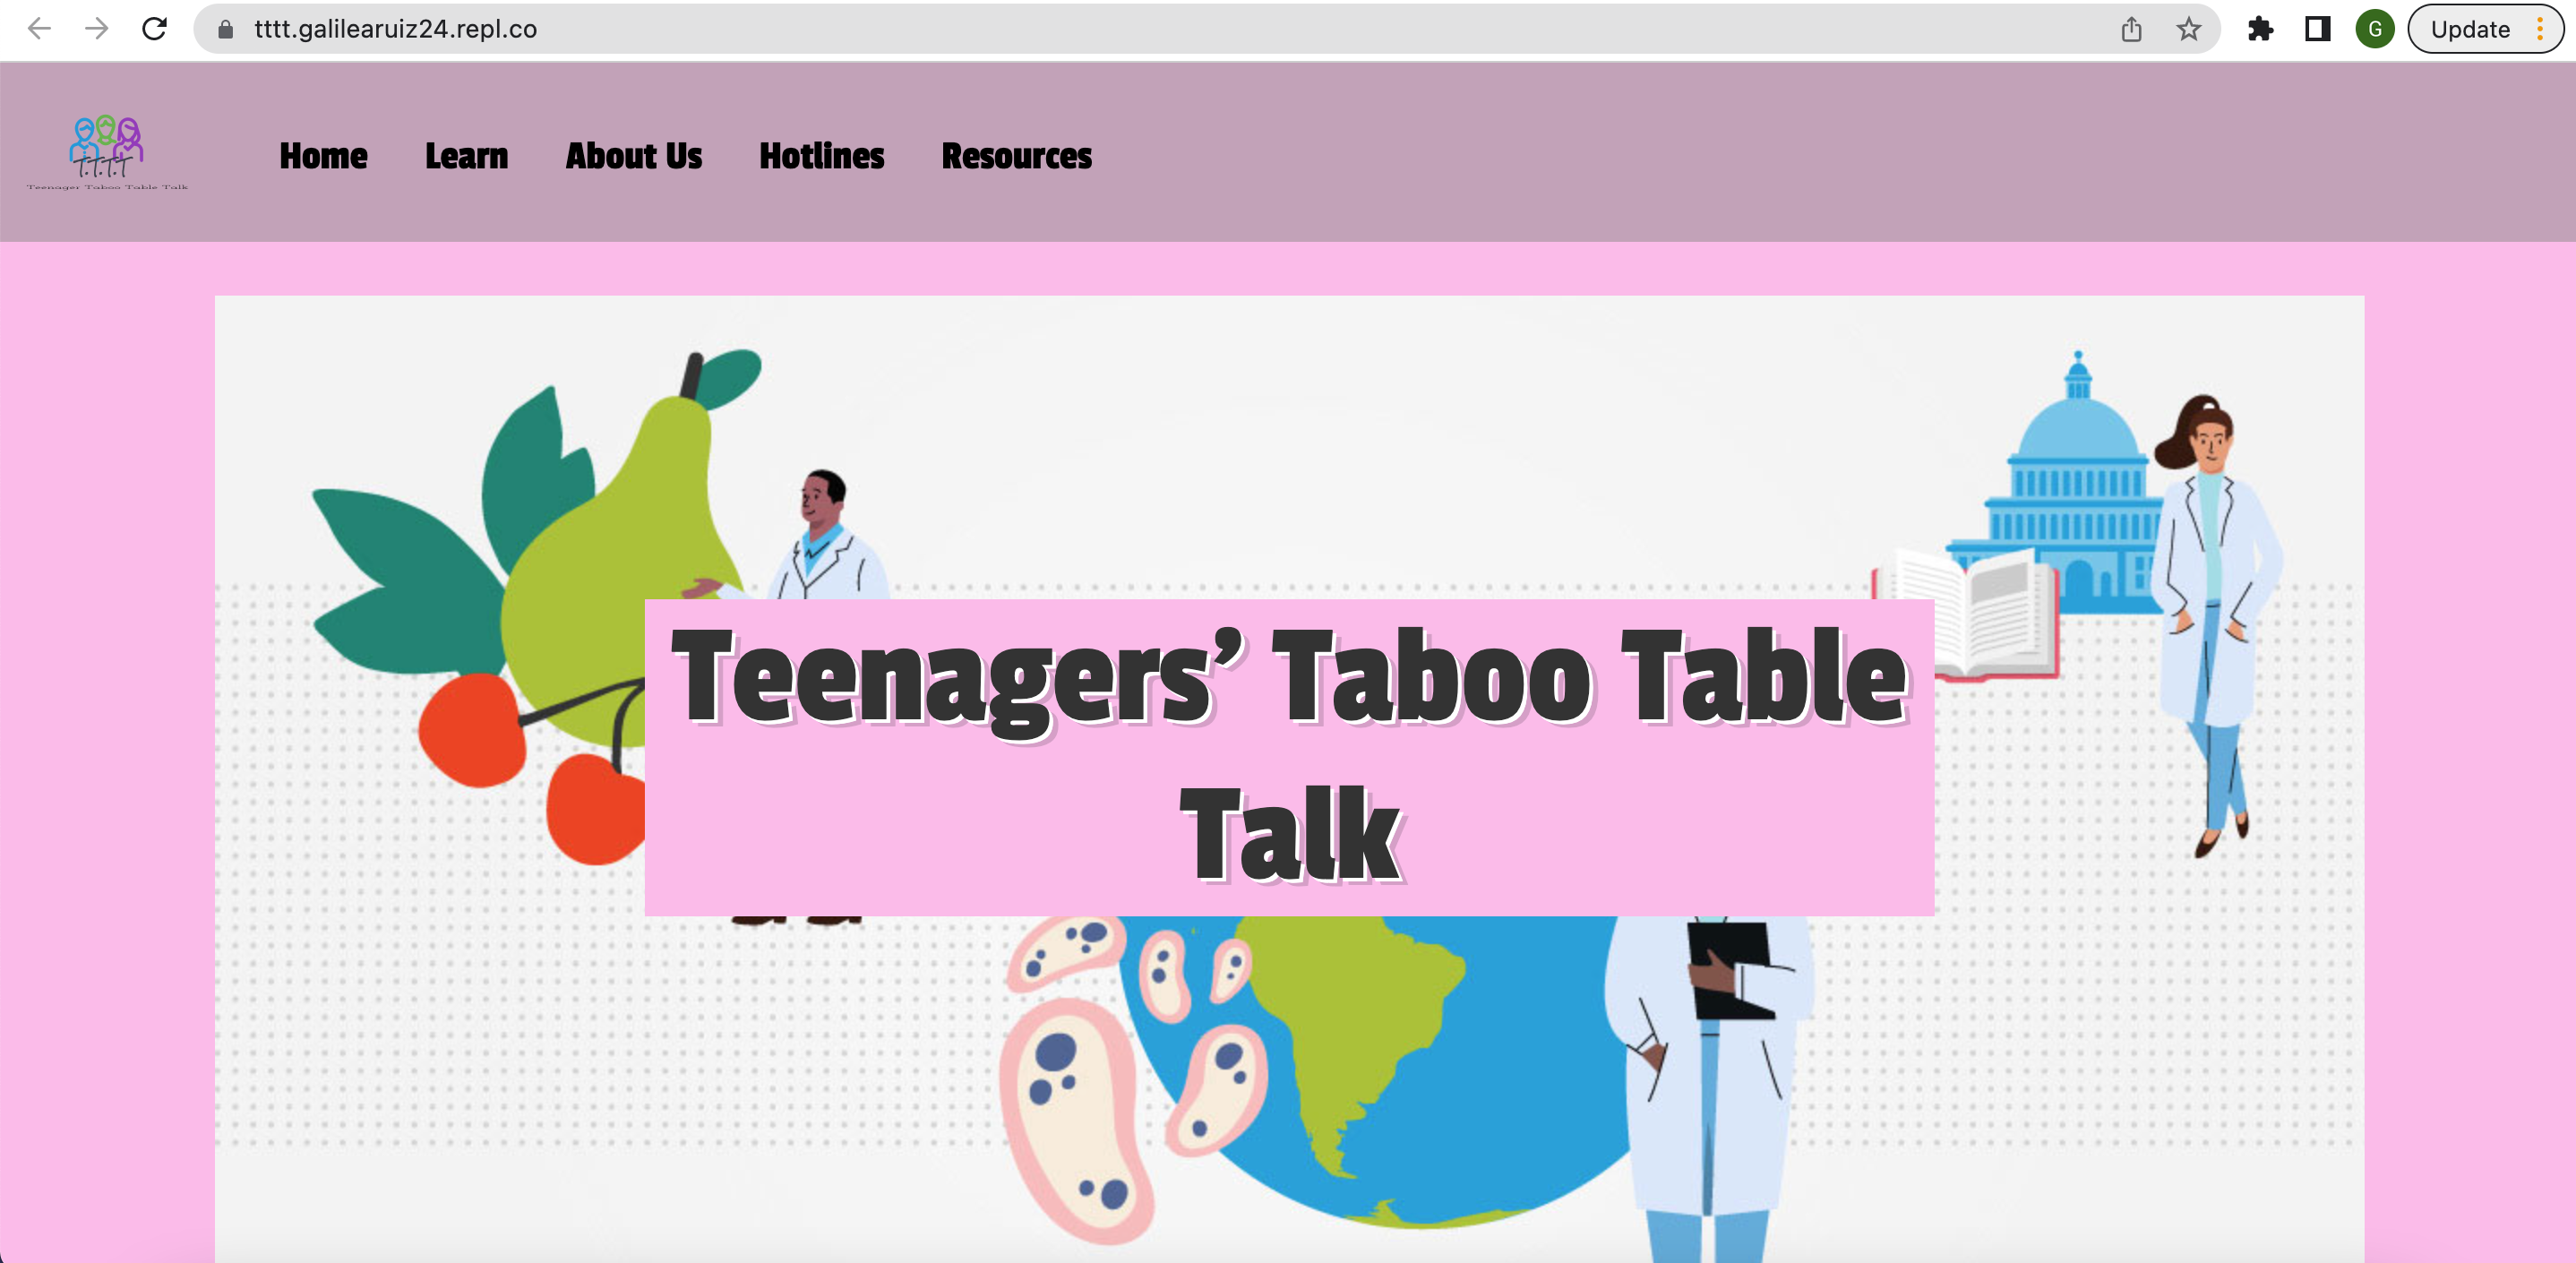 tttt.galilearuiz24.repl.co
G
Update
T.T.T.T
Teenager Taboo Table Talk
Home
Learn
About Us
Hotlines
Resources
Teenagers’ Taboo Table
Talk